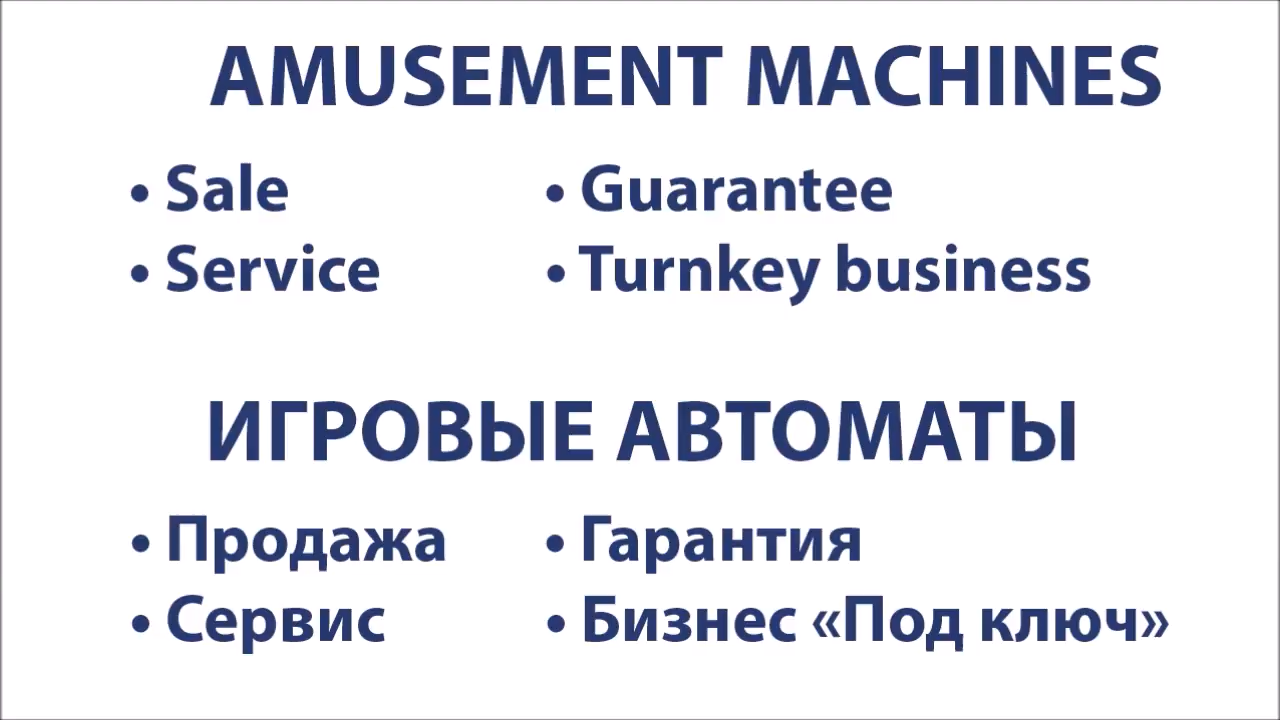 AMUSEMENT MACHINES
• Sale • Guarantee
• Service • Turnkey business
ИГРОВЫЕ АВТОМАТЫ
• Продажа • Гарантия
• Сервис • Бизнес «Под ключ»